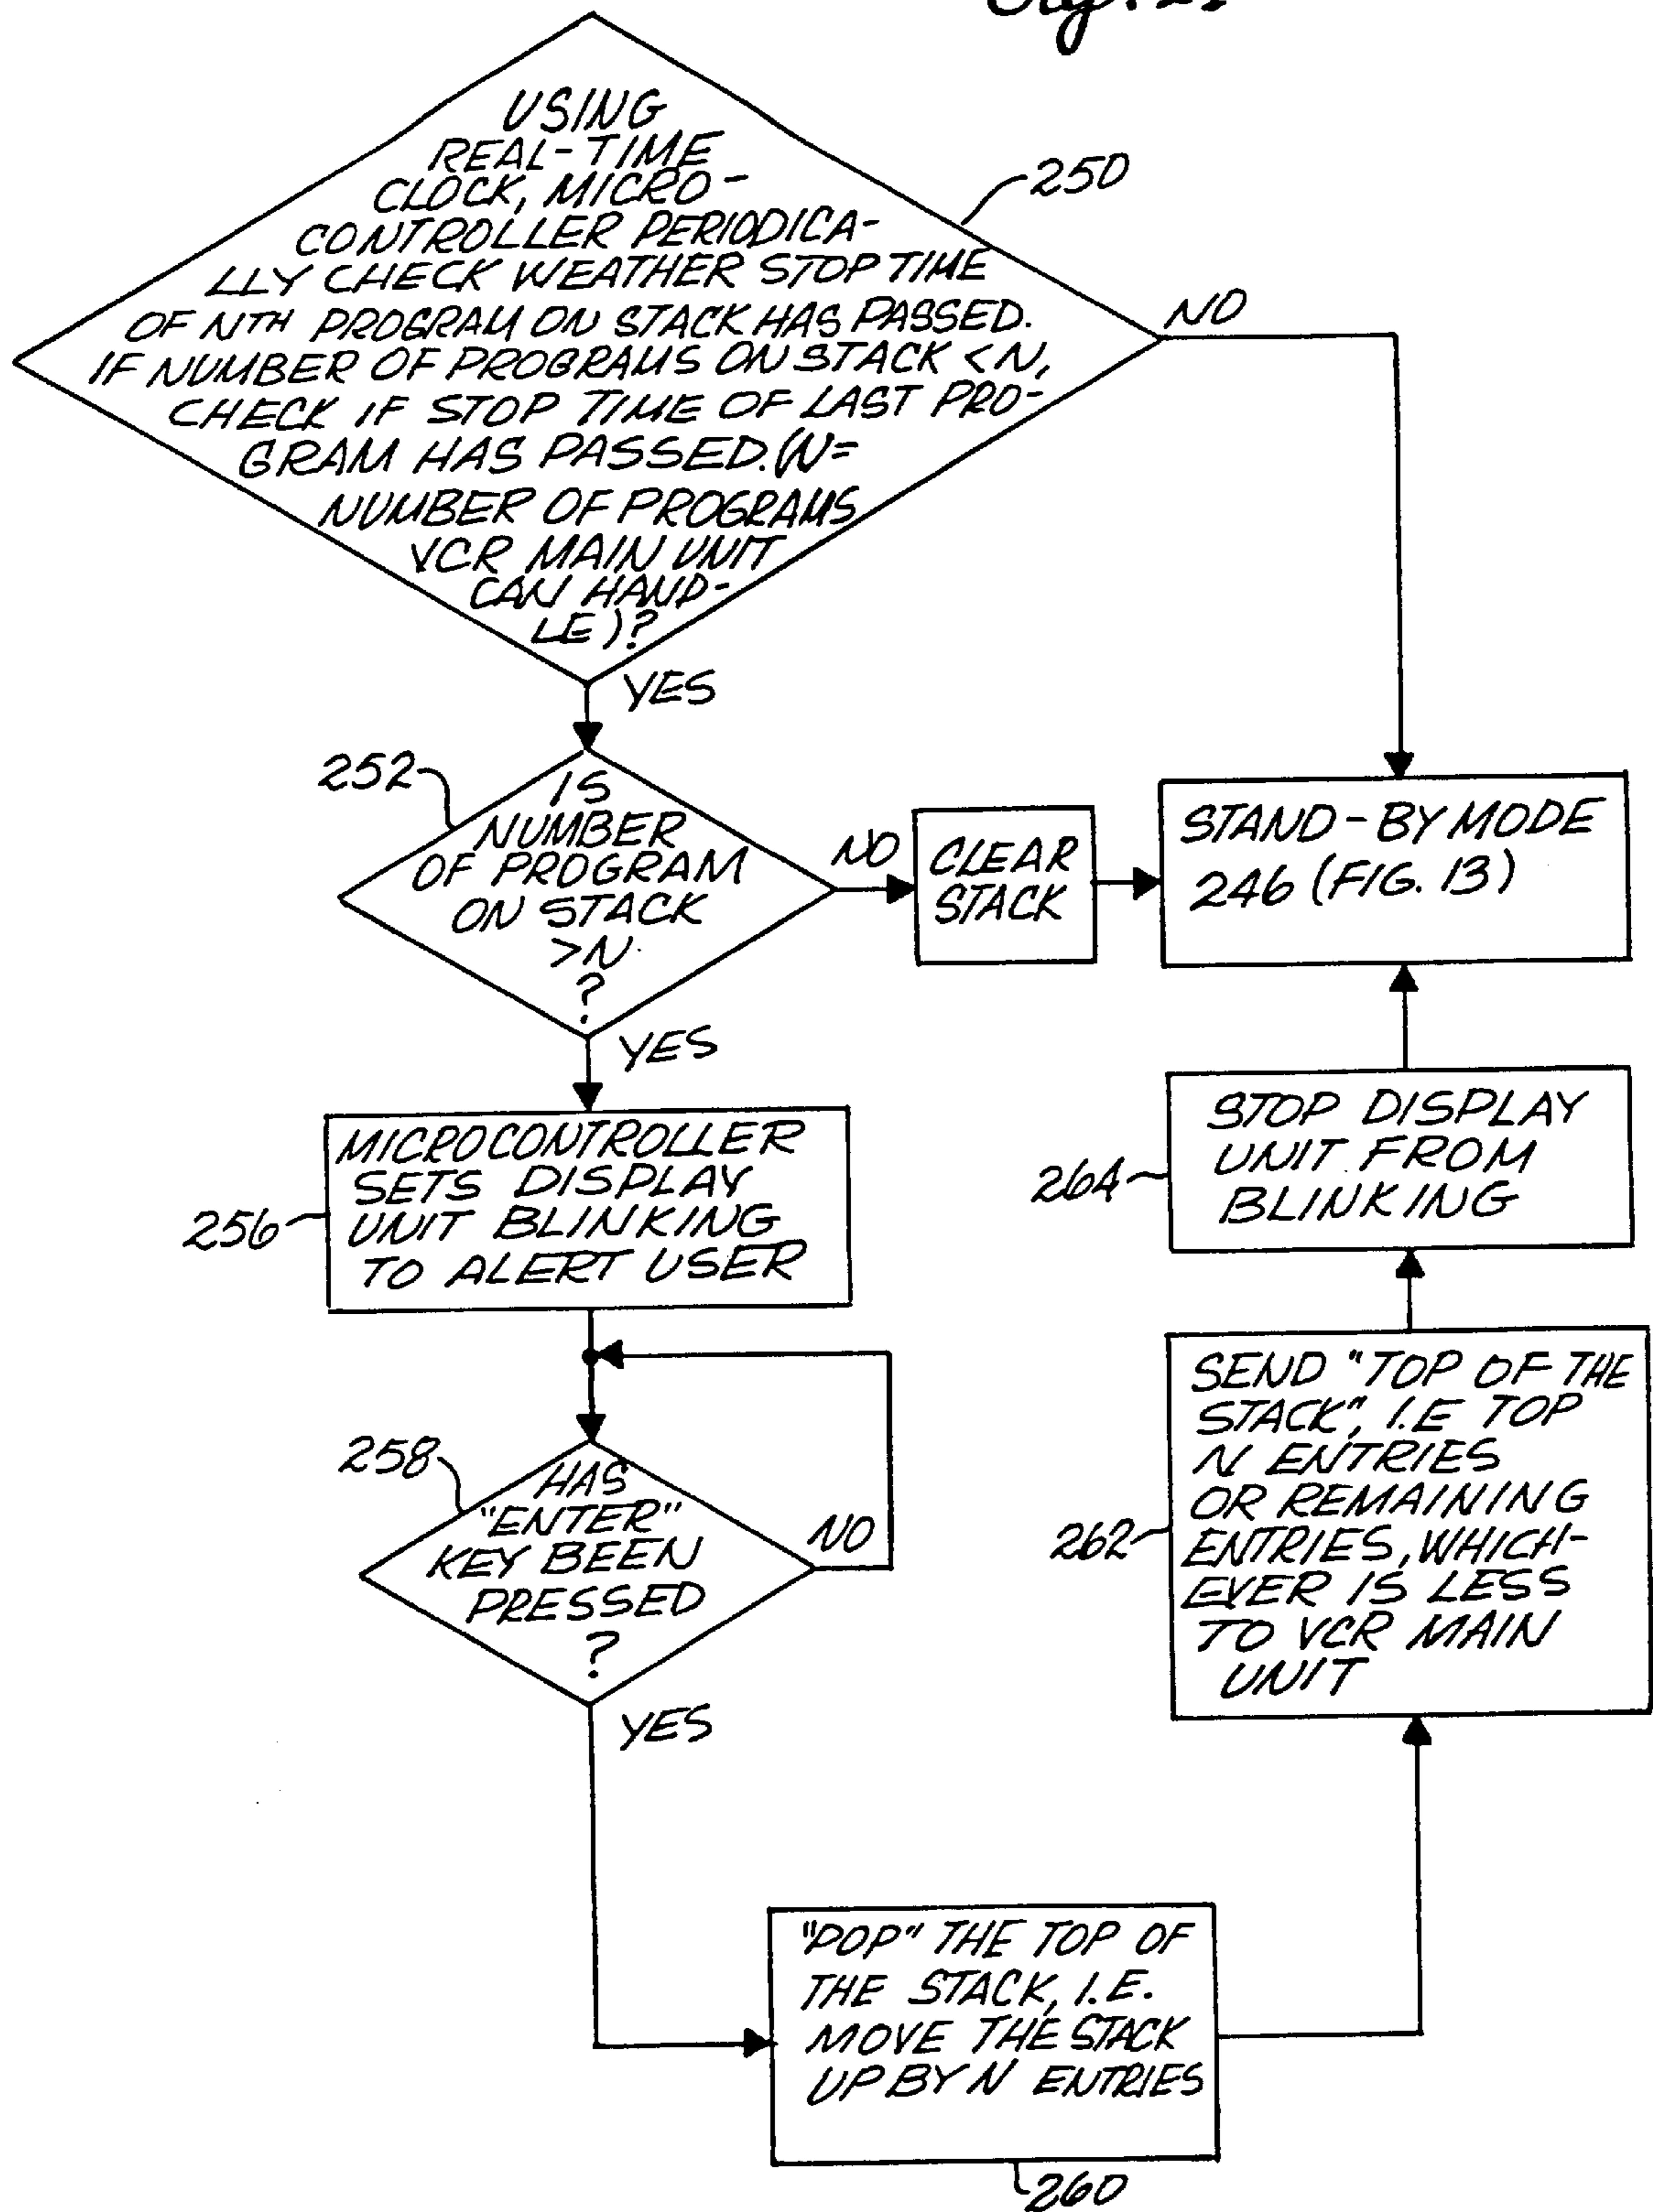 USING
REAL-TIME
CLOCK, MICRO-
CONTROLLER PERIODICA-
LLY CHECK WEATHER STOP TIME
OF NTH PROGRAM ON STACK HAS PASSED.
IF NUMBER OF PROGRAMS ON STACK < N,
CHECK IF STOP TIME OF LAST PRO-
GRAM HAS PASSED. (N=
NUMBER OF PROGRAMS
VCR MAIN UNIT
CAN HAND-
LE)?
250
NO
YES
252
IS
NUMBER
OF PROGRAM
ON STACK
>N
?
NO
CLEAR
STACK
STAND-BY MODE
246 (FIG. 13)
YES
MICROCONTROLLER
SETS DISPLAY
UNIT BLINKING
TO ALERT USER
256
264
STOP DISPLAY
UNIT FROM
BLINKING
258
HAS
"ENTER"
KEY BEEN
PRESSED
?
NO
YES
262
SEND "TOP OF THE
STACK", I.E TOP
N ENTRIES
OR REMAINING
ENTRIES, WHICH-
EVER IS LESS
TO VCR MAIN
UNIT
"POP" THE TOP OF
THE STACK, I.E.
MOVE THE STACK
UP BY N ENTRIES
260